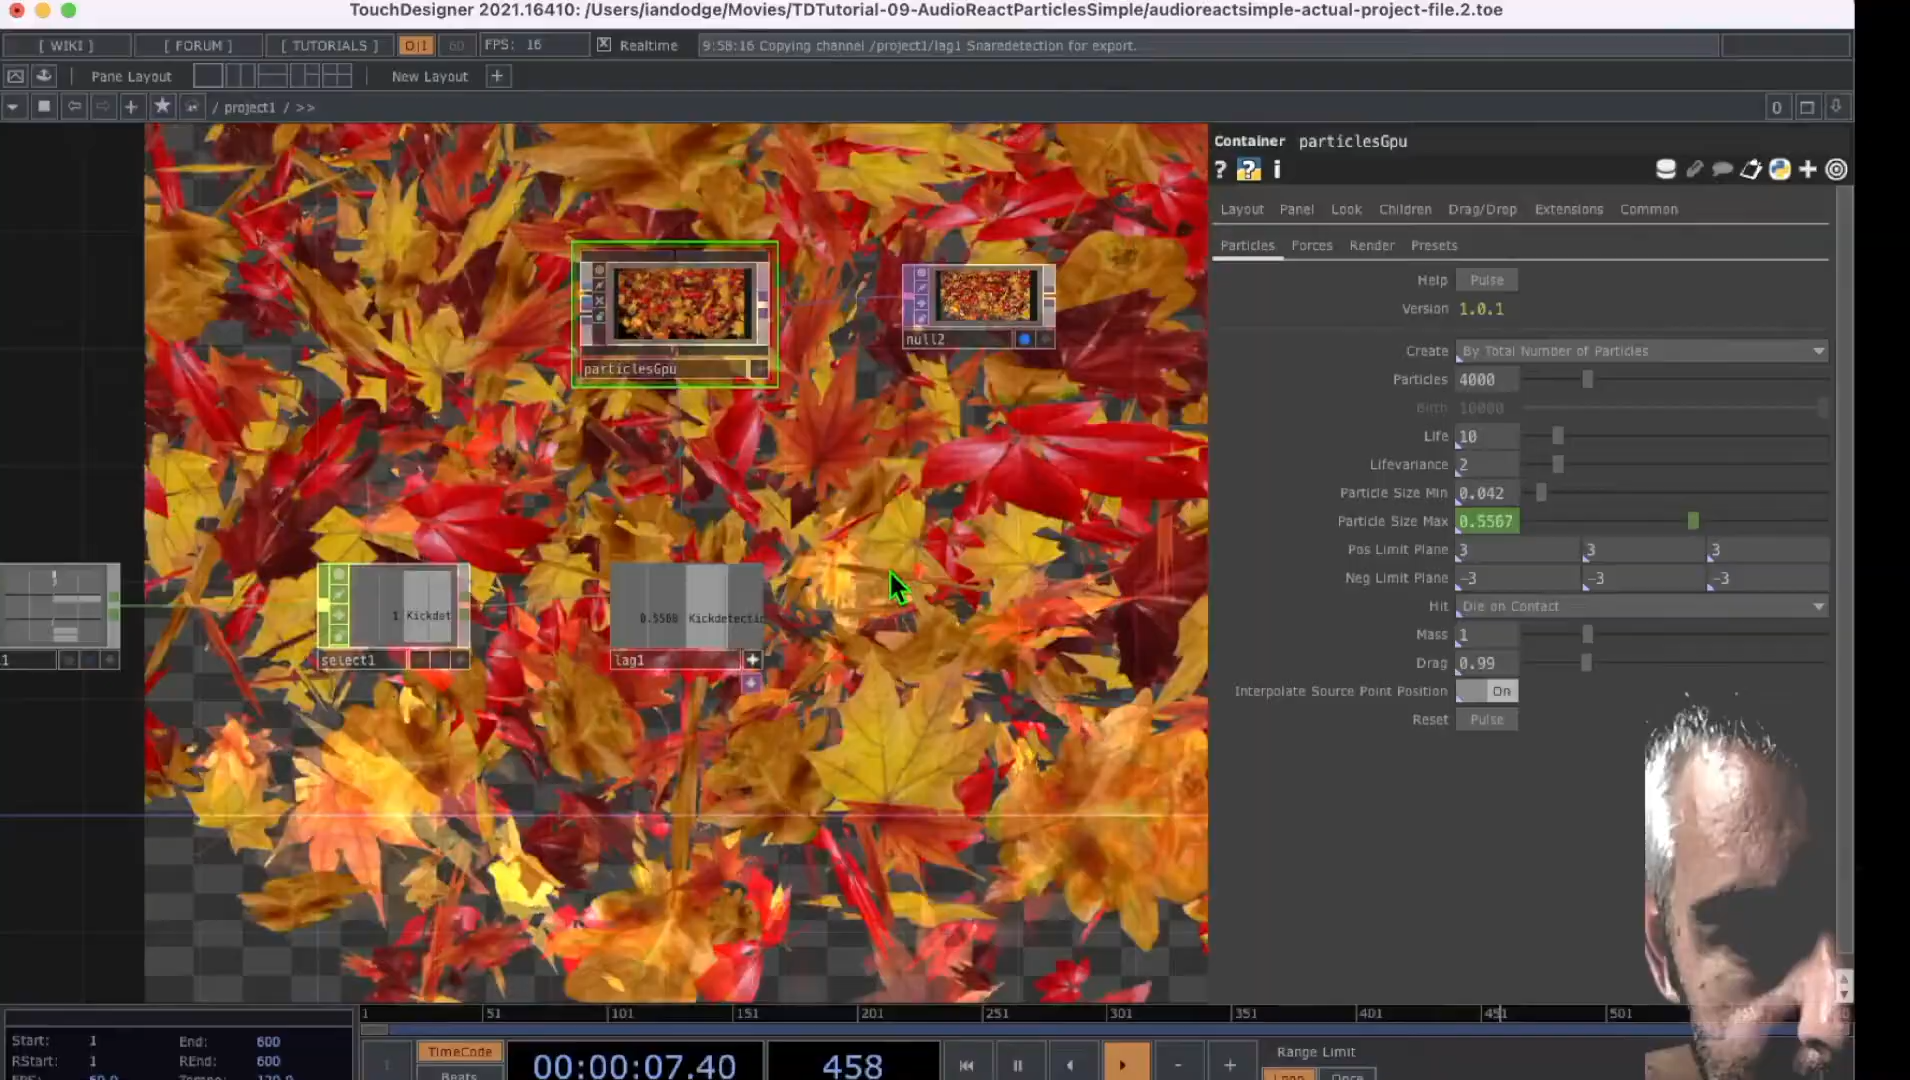 TouchDesigner 2021.16410: /Users/iandodge/Movies/TDTutorial-09-AudioReactParticlesSimple/audioreactsimple-actual-project-file.2.toe
[ WIKI ] [ FORUM ] [ TUTORIALS ] O|I 60 FPS: 16 Realtime 9:58:16 Copying channel /project1/lag1 Snaredetection for export.
Pane Layout New Layout +
/ project1 / >> 0
Container particlesGpu
Layout Panel Look Children Drag/Drop Extensions Common
Particles Forces Render Presets
Help Pulse
Version 1.0.1
Create By Total Number of Particles
Particles 4000
Birth 10000
Life 10
Lifevariance 2
Particle Size Min 0.042
Particle Size Max 0.5567
Pos Limit Plane 3 3 3
Neg Limit Plane -3 -3 -3
Hit Die on Contact
Mass 1
Drag 0.99
Interpolate Source Point Position On
Reset Pulse
particlesGpu
null2
1 Kickdet
select1
0.5568 Kickdetectio
lag1
1
1 51 101 151 201 251 301 351 401 451 501
Start: 1 End: 600
RStart: 1 REnd: 600
TimeCode
Beats
00:00:07.40
458
Range Limit
Loop Once